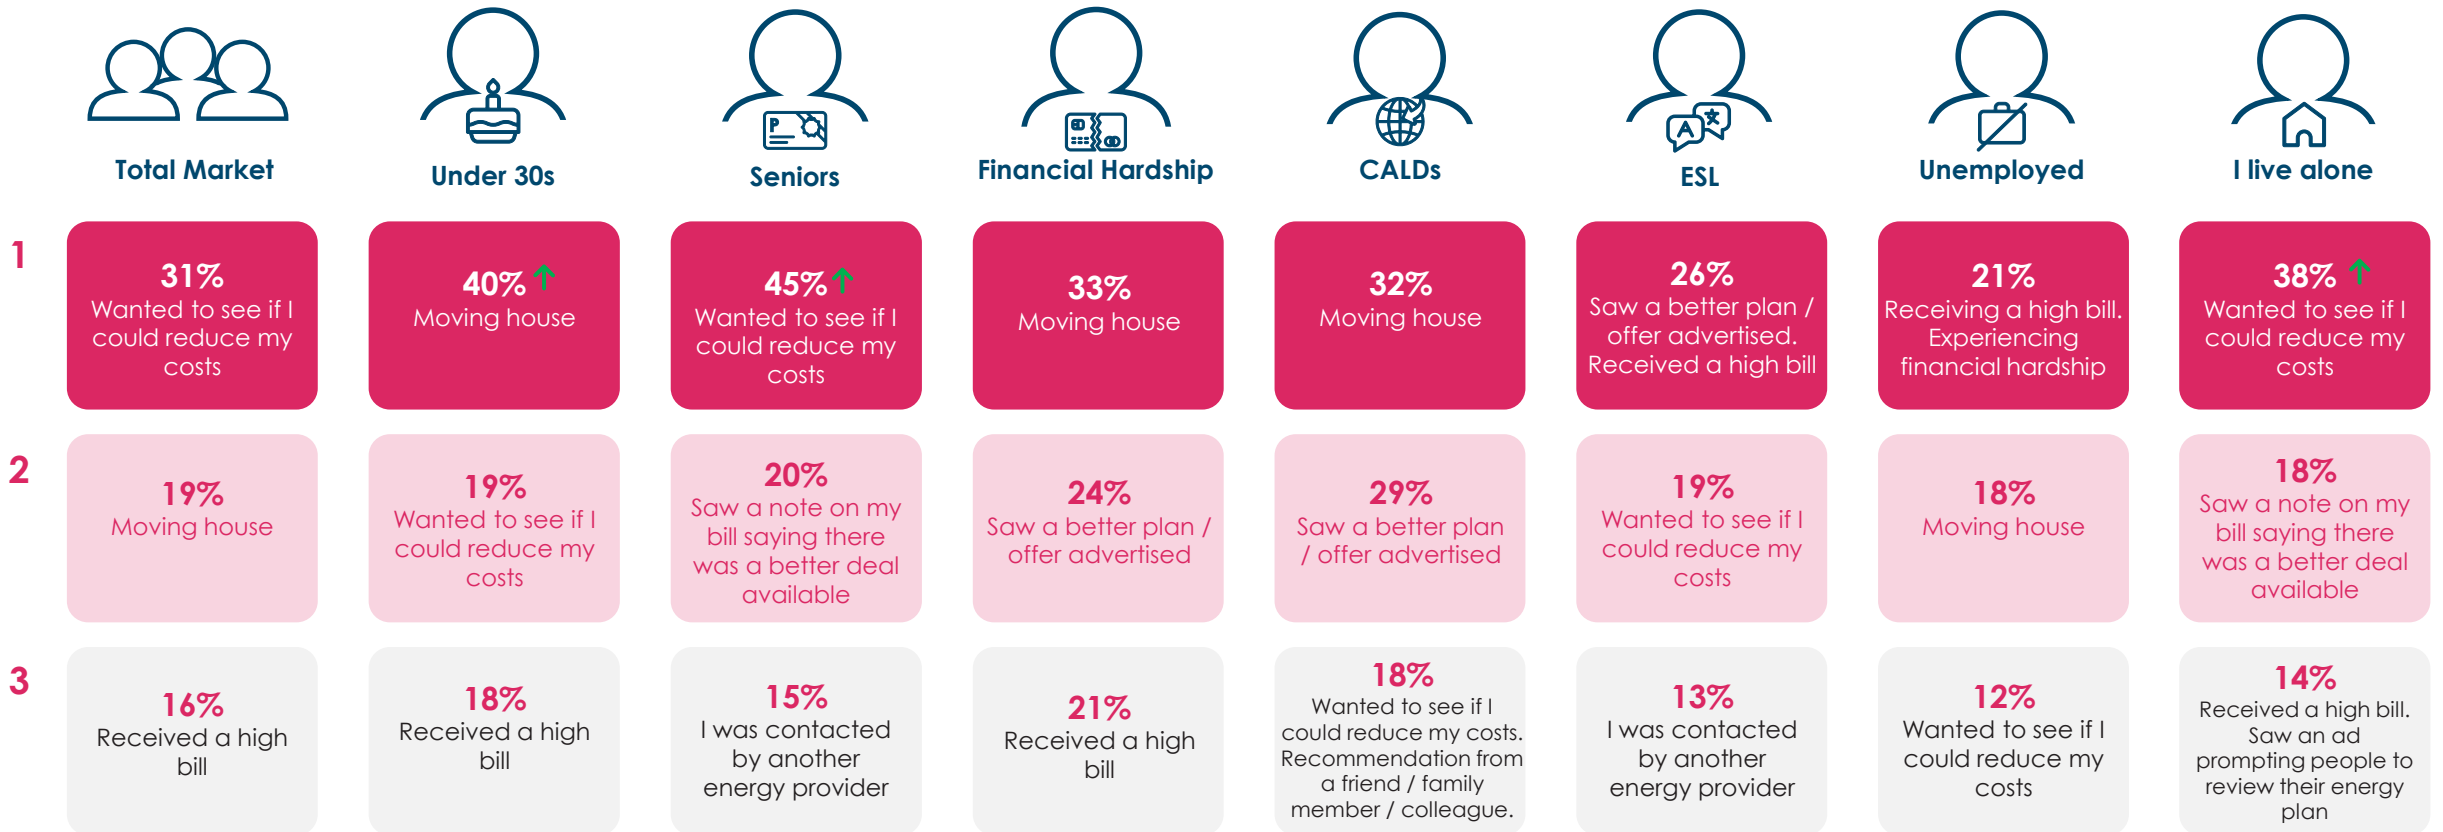 Total Market
Under 30s
Seniors
Financial Hardship
CALDs
ESL
Unemployed
I live alone
1
31%
Wanted to see if I
could reduce my
costs
40%
Moving house
45%
Wanted to see if I
could reduce my
costs
33%
Moving house
32%
Moving house
26%
Saw a better plan /
offer advertised.
Received a high bill
21%
Receiving a high bill.
Experiencing
financial hardship
38%
Wanted to see if I
could reduce my
costs
2
19%
Moving house
19%
Wanted to see if I
could reduce my
costs
20%
Saw a note on my
bill saying there
was a better deal
available
24%
Saw a better plan /
offer advertised
29%
Saw a better plan
/ offer advertised
19%
Wanted to see if I
could reduce my
costs
18%
Moving house
18%
Saw a note on my
bill saying there
was a better deal
available
3
16%
Received a high
bill
18%
Received a high
bill
15%
I was contacted
by another
energy provider
21%
Received a high
bill
18%
Wanted to see if I
could reduce my costs.
Recommendation from
a friend / family
member / colleague.
13%
I was contacted
by another
energy provider
12%
Wanted to see if I
could reduce my
costs
14%
Received a high bill.
Saw an ad
prompting people to
review their energy
plan